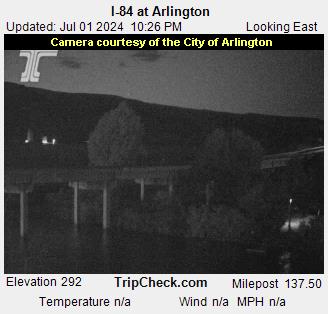 I-84 at Arlington
Updated: Jul 01 2024 10:26 PM Looking East
Camera courtesy of the City of Arlington
Elevation 292 TripCheck.com Milepost 137.50
Temperature n/a Wind n/a MPH n/a